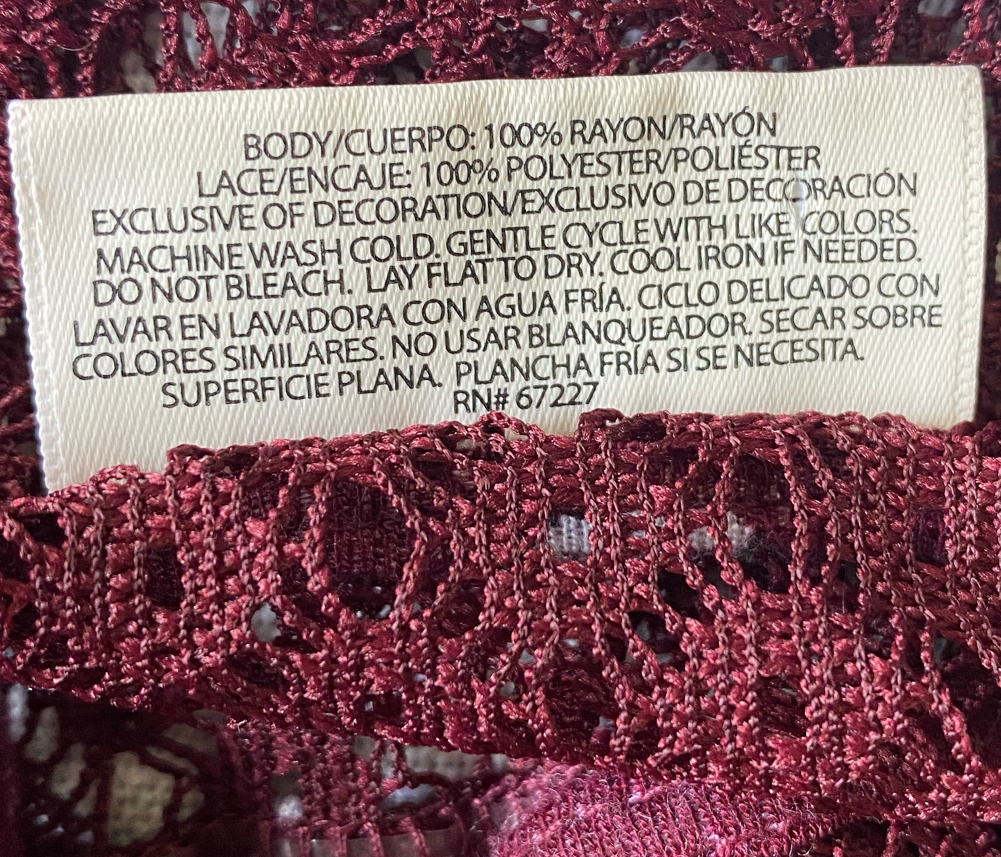 BODY/CUERPO: 100% RAYON/RAYÓN
LACE/ENCAJE: 100% POLYESTER/POLIÉSTER
EXCLUSIVE OF DECORATION/EXCLUSIVO DE DECORACIÓN
MACHINE WASH COLD. GENTLE CYCLE WITH LIKE COLORS.
DO NOT BLEACH. LAY FLAT TO DRY. COOL IRON IF NEEDED.
LAVAR EN LAVADORA CON AGUA FRÍA. CICLO DELICADO CON
COLORES SIMILARES. NO USAR BLANQUEADOR. SECAR SOBRE
SUPERFICIE PLANA. PLANCHA FRÍA SI SE NECESITA.
RN# 67227